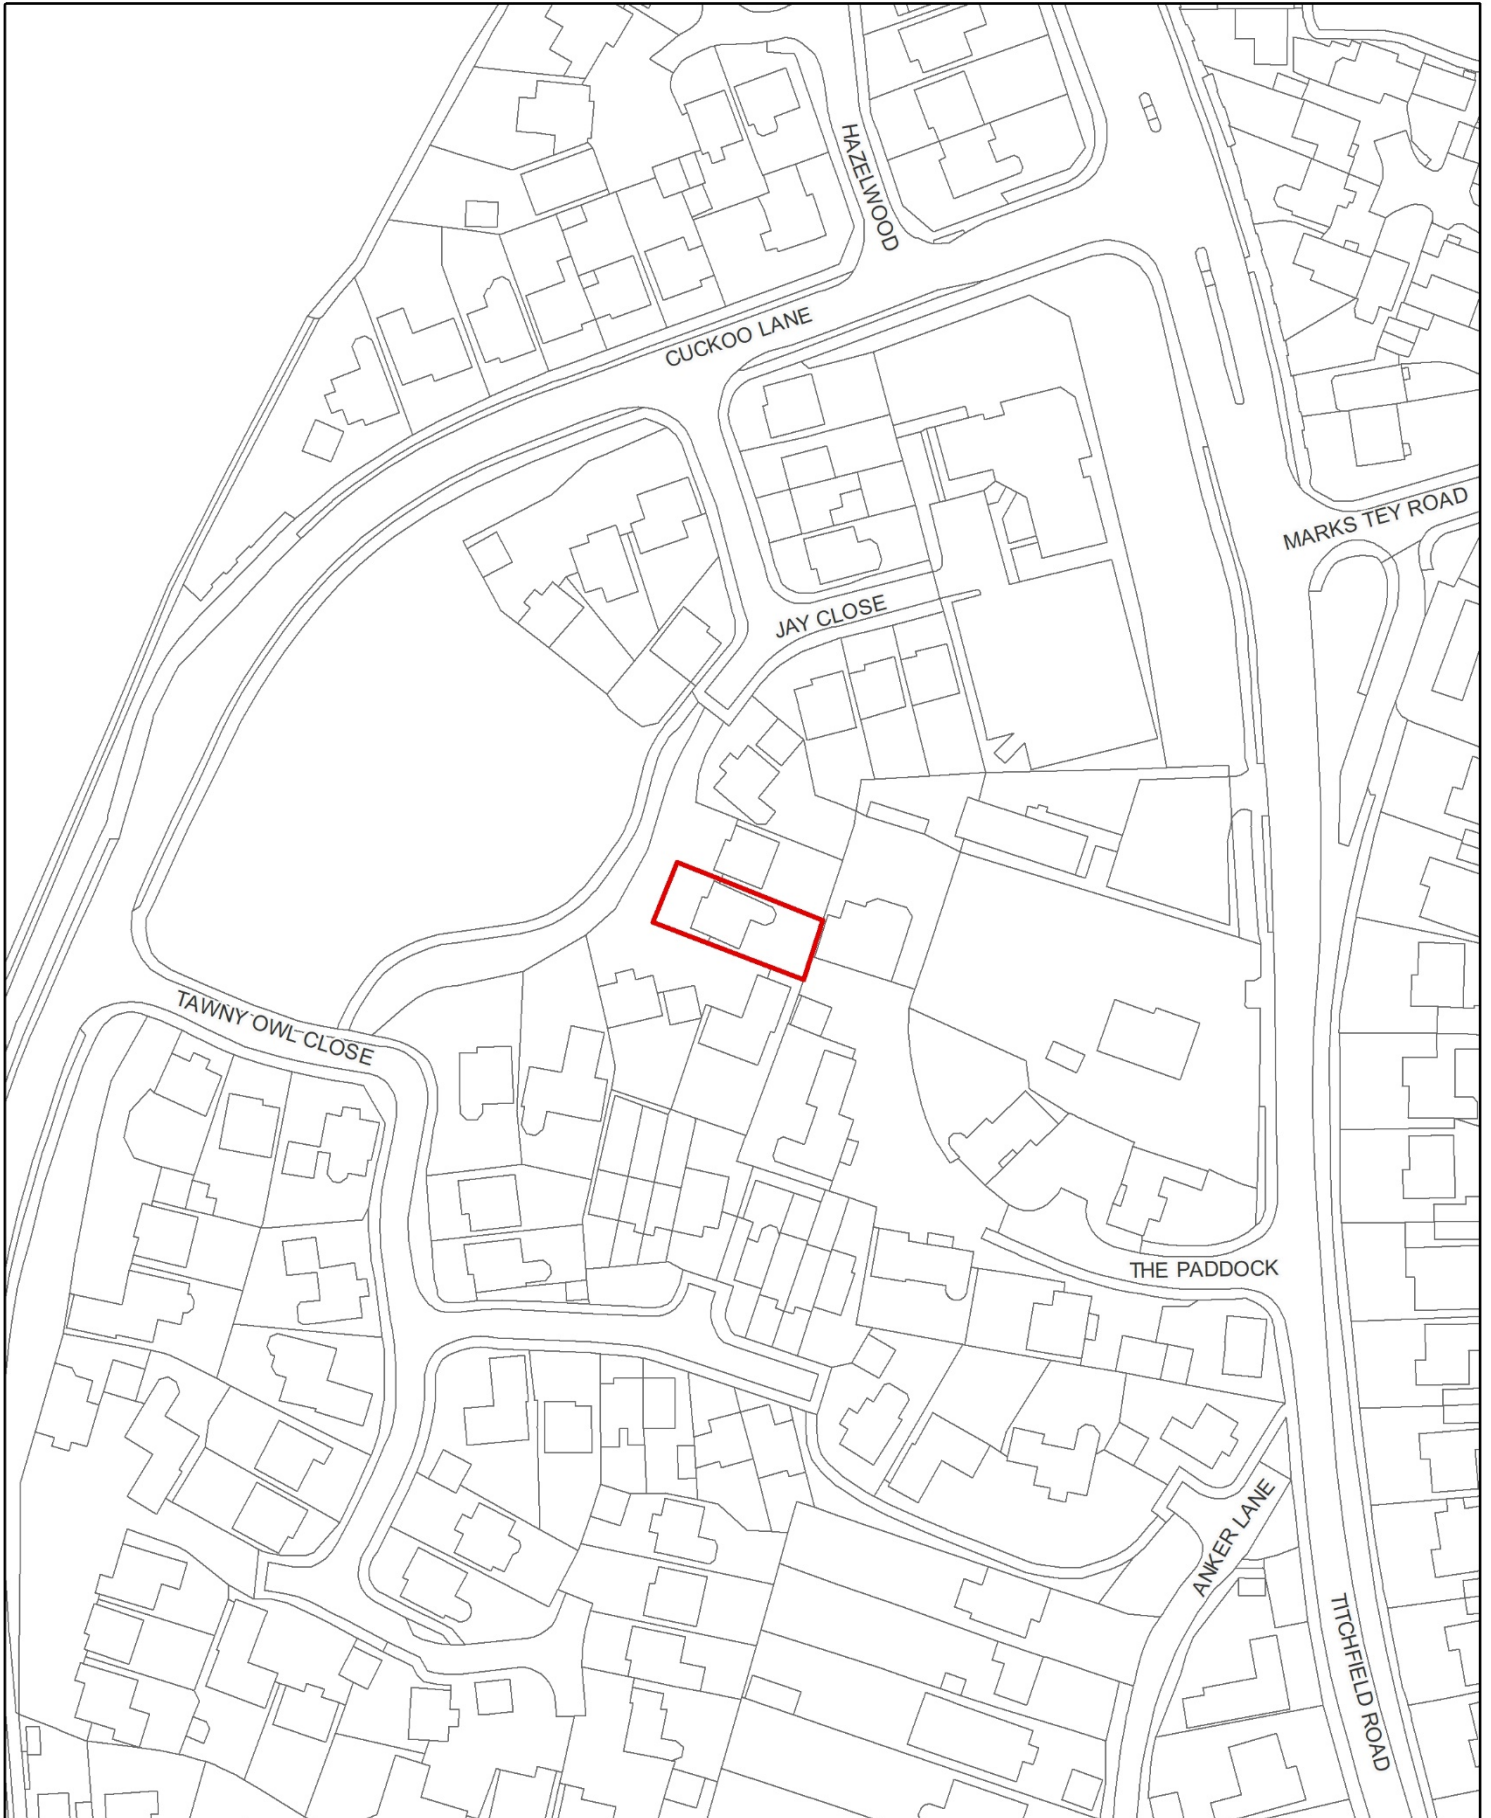 HAZELWOOD
CUCKOO LANE
MARKS TEY ROAD
JAY CLOSE
TAWNY OWL CLOSE
THE PADDOCK
ANKER LANE
TITCHFIELD ROAD